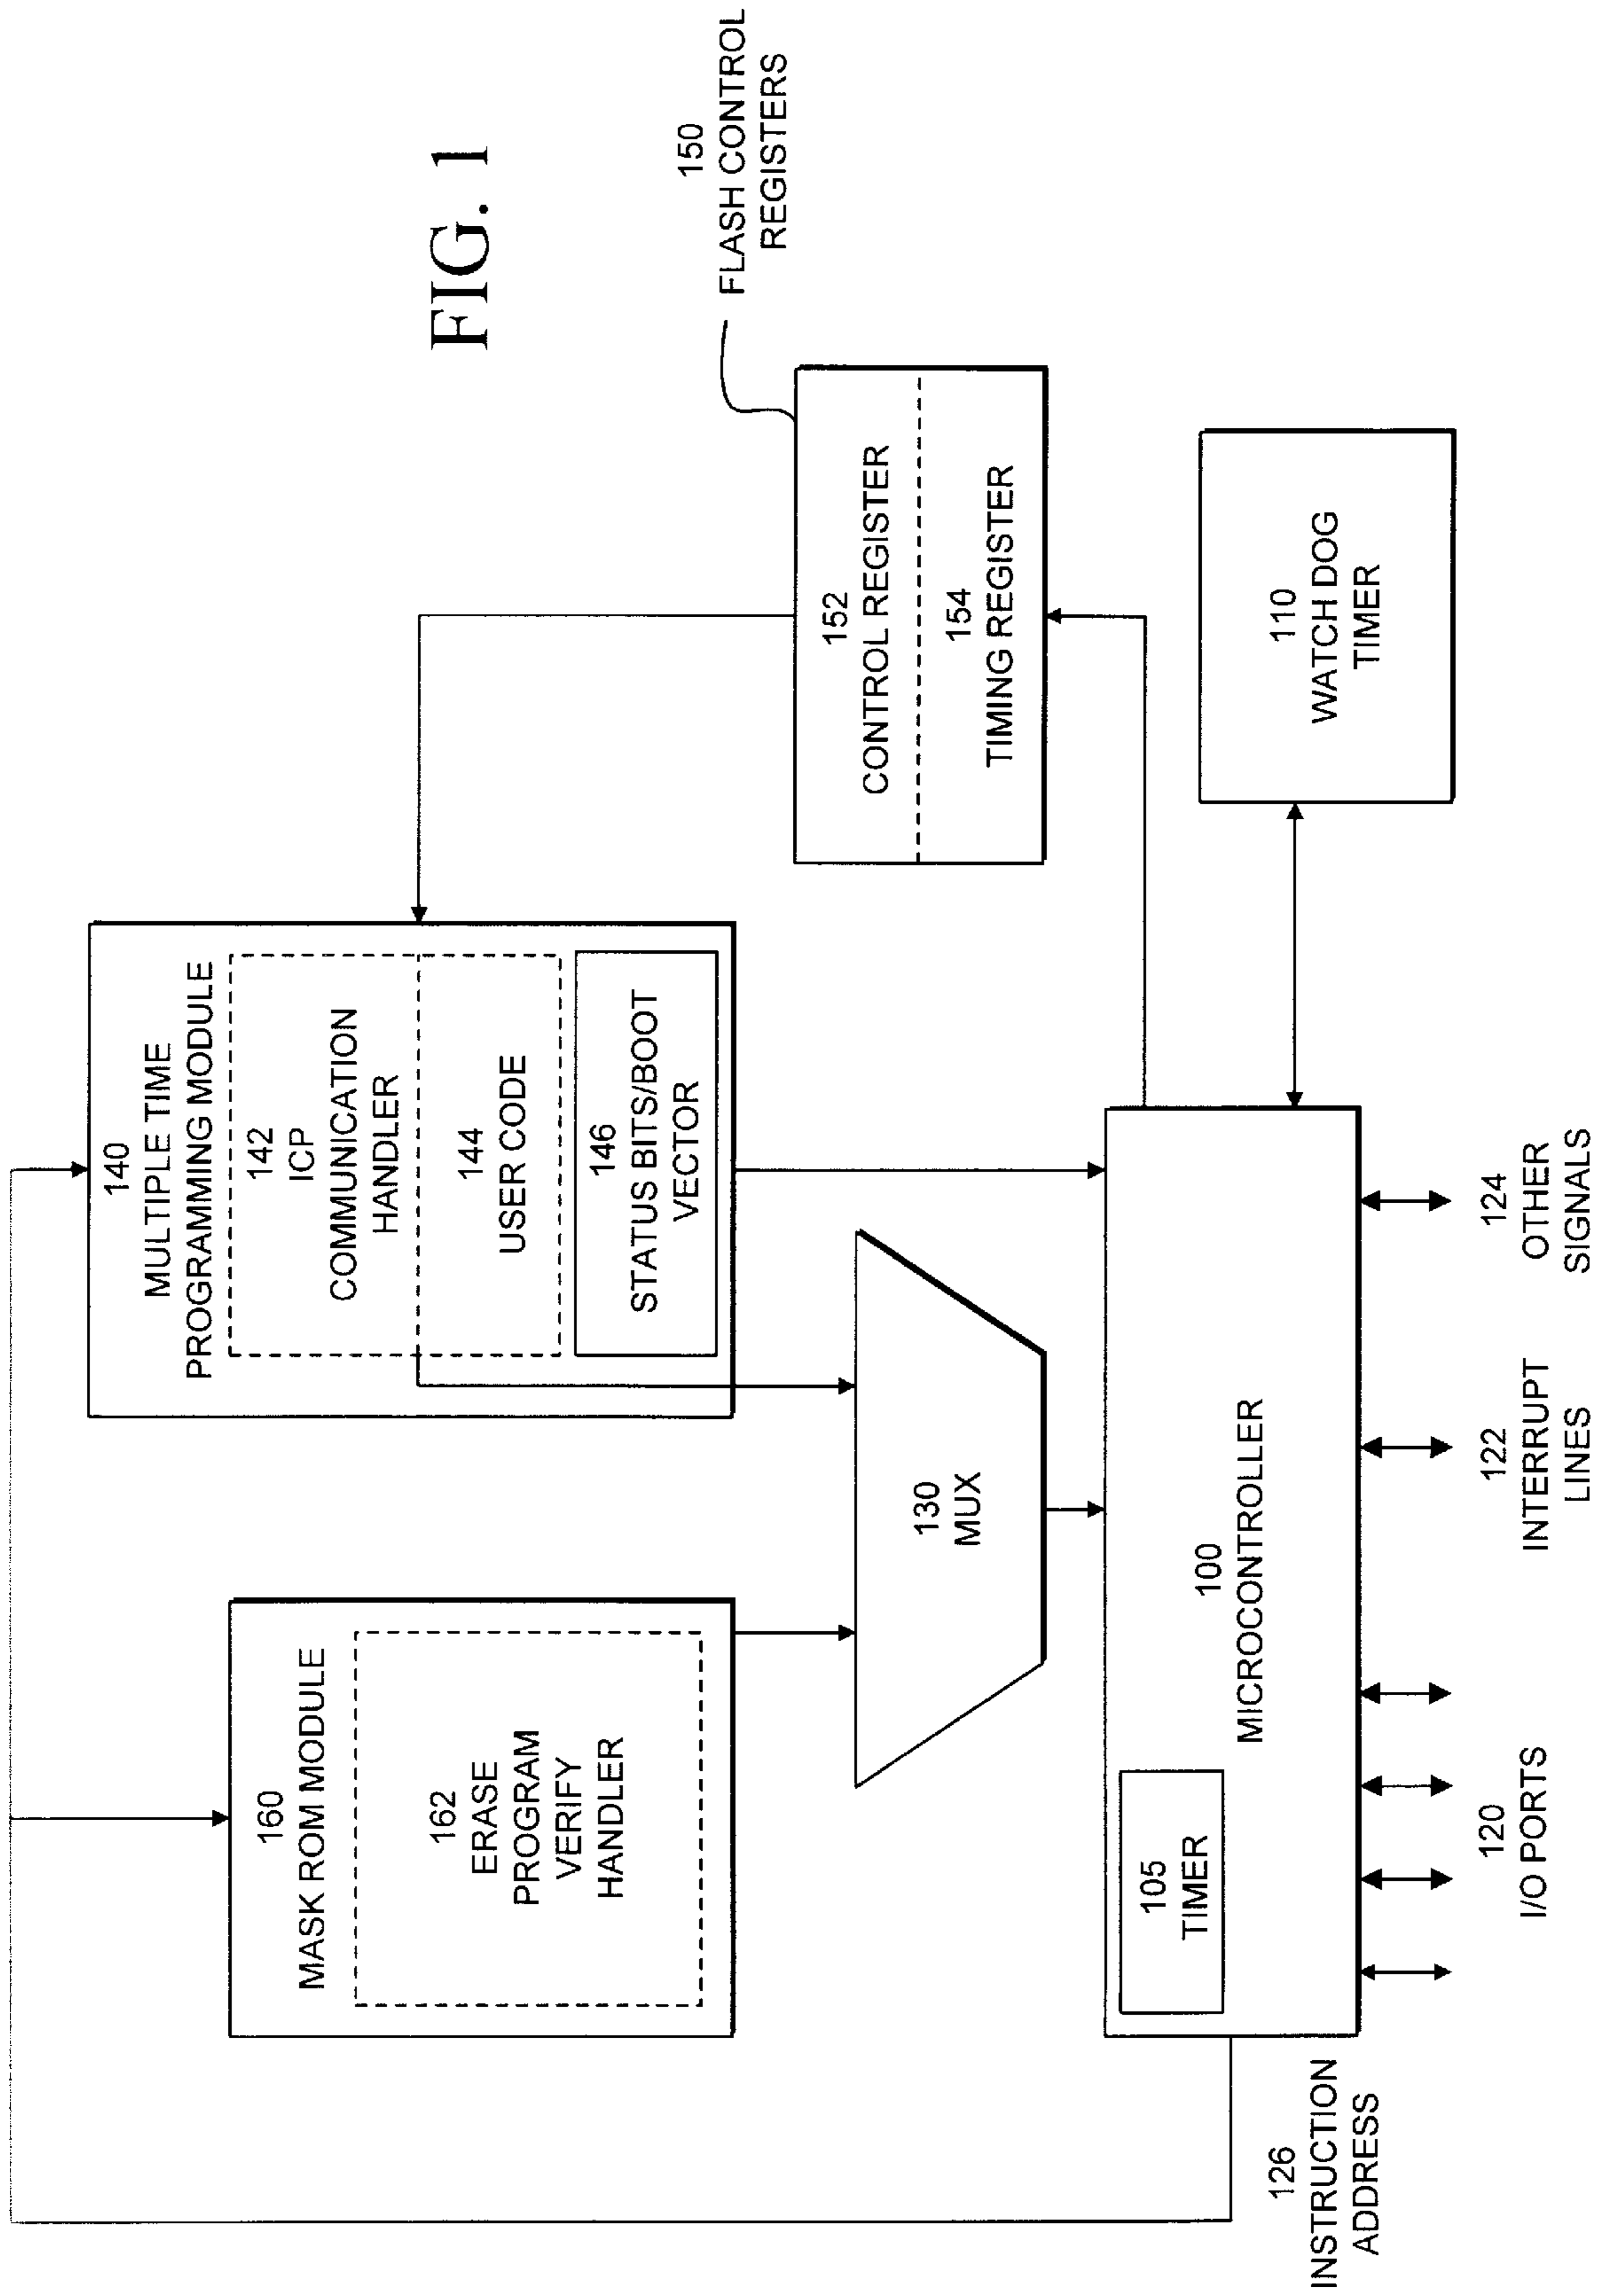 FIG. 1
140
MULTIPLE TIME
PROGRAMMING MODULE
142
ICP
COMMUNICATION
HANDLER
144
USER CODE
146
STATUS BITS/BOOT
VECTOR
160
MASK ROM MODULE
162
ERASE
PROGRAM
VERIFY
HANDLER
150
FLASH CONTROL
REGISTERS
152
CONTROL REGISTER
154
TIMING REGISTER
130
MUX
105
TIMER
100
MICROCONTROLLER
110
WATCH DOG
TIMER
126
INSTRUCTION
ADDRESS
120
I/O PORTS
122
INTERRUPT
LINES
124
OTHER
SIGNALS